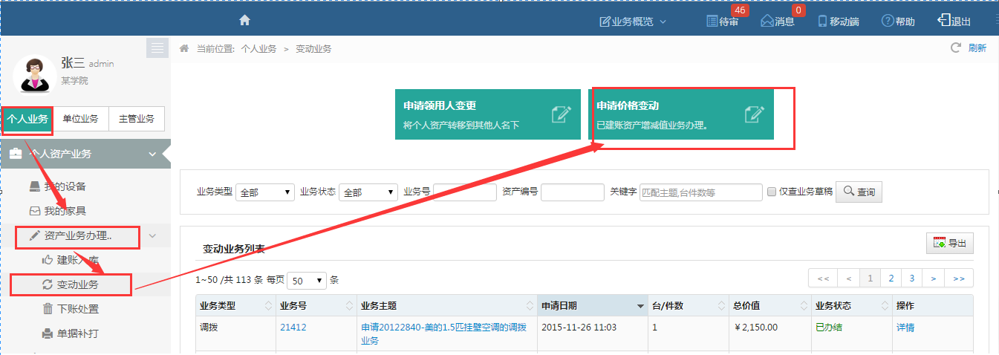 业务概览
待审
46
消息
0
移动端
帮助
退出
张三 admin
某学院
当前位置: 个人业务 > 变动业务
刷新
个人业务
单位业务
主管业务
个人资产业务
我的设备
我的家具
资产业务办理..
建账入库
变动业务
下账处置
单据补打
申请领用人变更
将个人资产转移到其他人名下
申请价格变动
已建账资产增减值业务办理。
业务类型 全部 业务状态 全部 业务号 资产编号 关键字 匹配主题,台件数等 仅查业务草稿 查询
变动业务列表
导出
1~50 /共 113 条 每页 50 条
<< < 1 2 3 > >>
业务类型 业务号 业务主题 申请日期 台/件数 总价值 业务状态 操作
调拨 21412 申请20122840-美的1.5匹挂壁空调的调拨 2015-11-26 11:03 1 ￥2,150.00 已办结 详情
业务